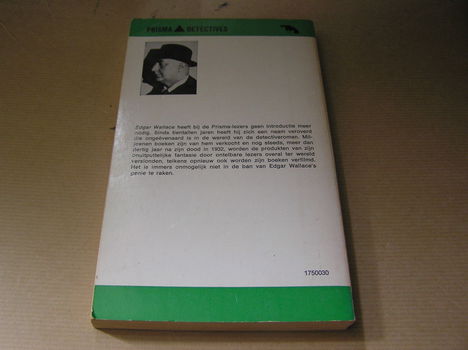 PRISMA DETECTIVES
Edgar Wallace heeft bij de Prisma-lezers geen introductie meer
nodig. Sinds tientallen jaren heeft hij zich een naam veroverd
die ongeëvenaard is in de wereld van de detectiveroman. Mil-
joenen boeken zijn van hem verkocht en nog steeds, meer dan
dertig jaar na zijn dood in 1932, worden de produkten van zijn
onuitputtelijke fantasie door ontelbare lezers overal ter wereld
verslonden, telkens opnieuw ook worden zijn boeken verfilmd.
Het is immers onmogelijk niet in de ban van Edgar Wallace's
genie te raken.
1750030